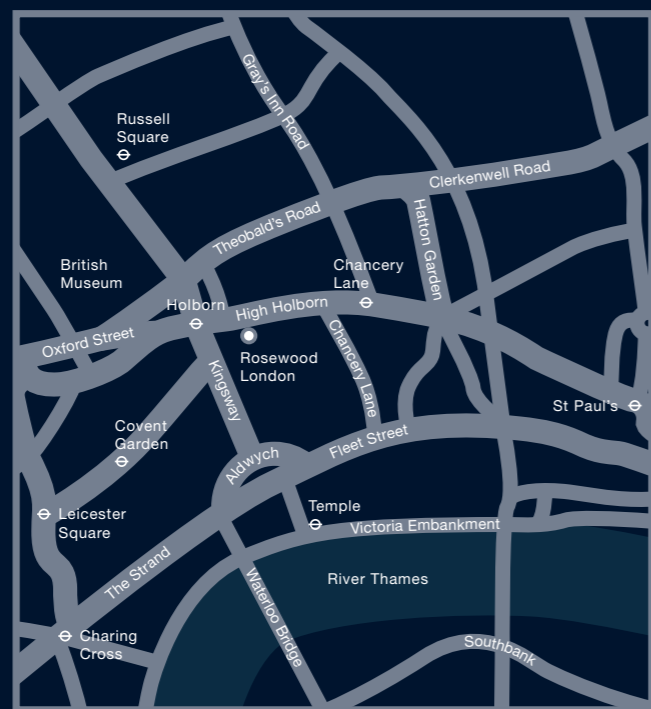 Gray's Inn Road
Russell
Square
Clerkenwell Road
Theobald's Road
Hatton Garden
British
Museum
Chancery
Lane
Holborn
High Holborn
Oxford Street
Rosewood
London
Chancery Lane
Kingsway
St Paul's
Covent
Garden
Fleet Street
Aldwych
Temple
Leicester
Square
Victoria Embankment
The Strand
River Thames
Waterloo Bridge
Charing
Cross
Southbank